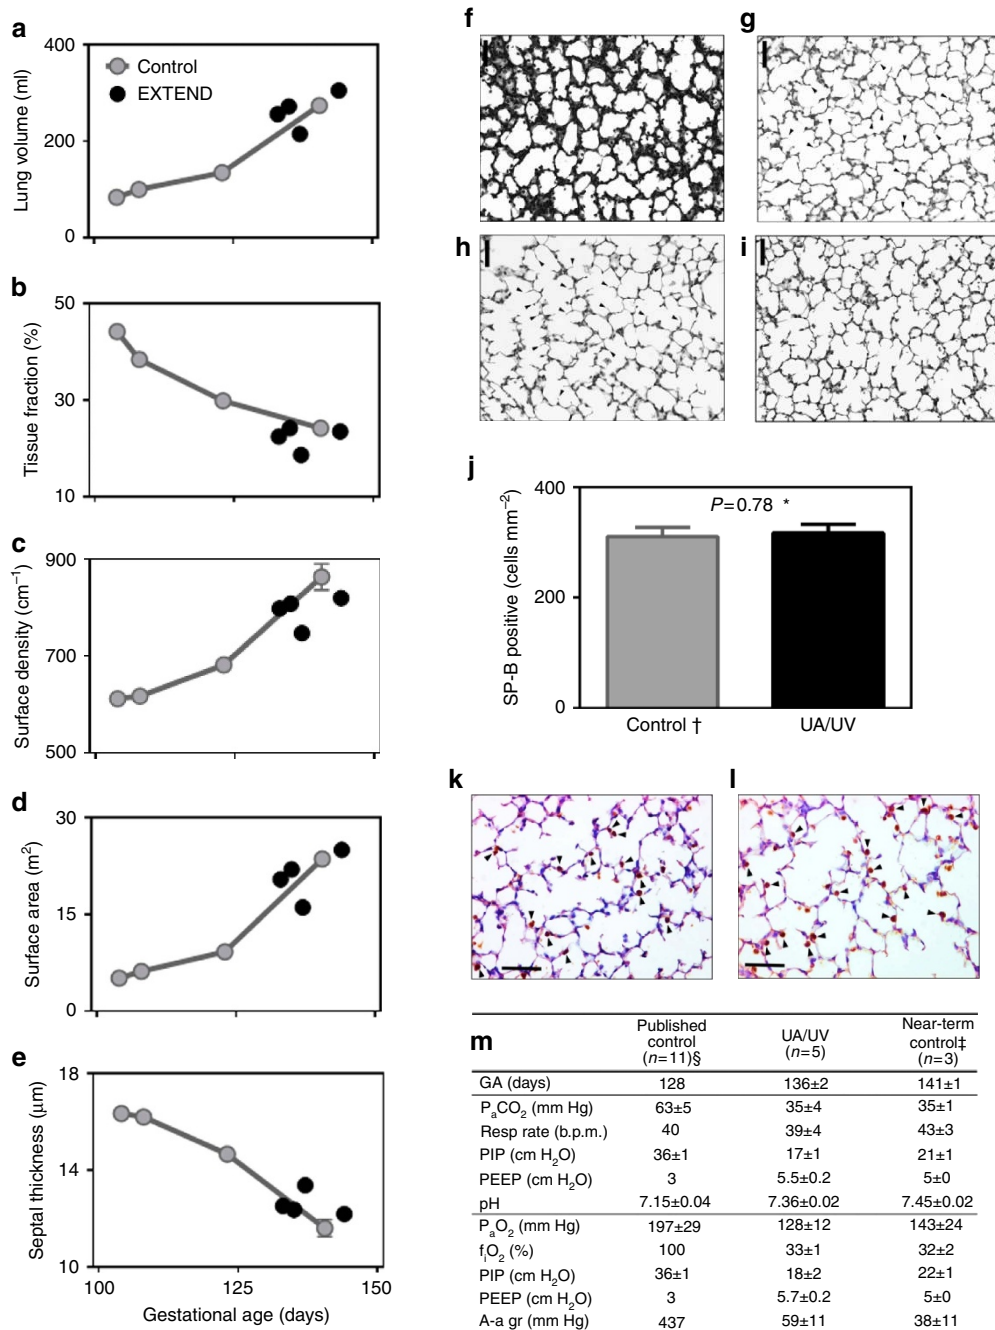 a
400
200
0
Lung volume (ml)
Control
EXTEND
b
50
30
10
Tissue fraction (%)
c
900
700
500
Surface density (cm⁻¹)
d
30
15
0
Surface area (m²)
e
18
14
10
Septal thickness (µm)
100
125
150
Gestational age (days)
f
g
h
i
j
400
200
0
SP-B positive (cells mm⁻²)
P=0.78 *
Control †
UA/UV
k
l
m
Published control (n=11)§
UA/UV (n=5)
Near-term control‡ (n=3)
GA (days) 128 136±2 141±1
PₐCO₂ (mm Hg) 63±5 35±4 35±1
Resp rate (b.p.m.) 40 39±4 43±3
PIP (cm H₂O) 36±1 17±1 21±1
PEEP (cm H₂O) 3 5.5±0.2 5±0
pH 7.15±0.04 7.36±0.02 7.45±0.02
PₐO₂ (mm Hg) 197±29 128±12 143±24
fᵢO₂ (%) 100 33±1 32±2
PIP (cm H₂O) 36±1 18±2 22±1
PEEP (cm H₂O) 3 5.7±0.2 5±0
A-a gr (mm Hg) 437 59±11 38±11